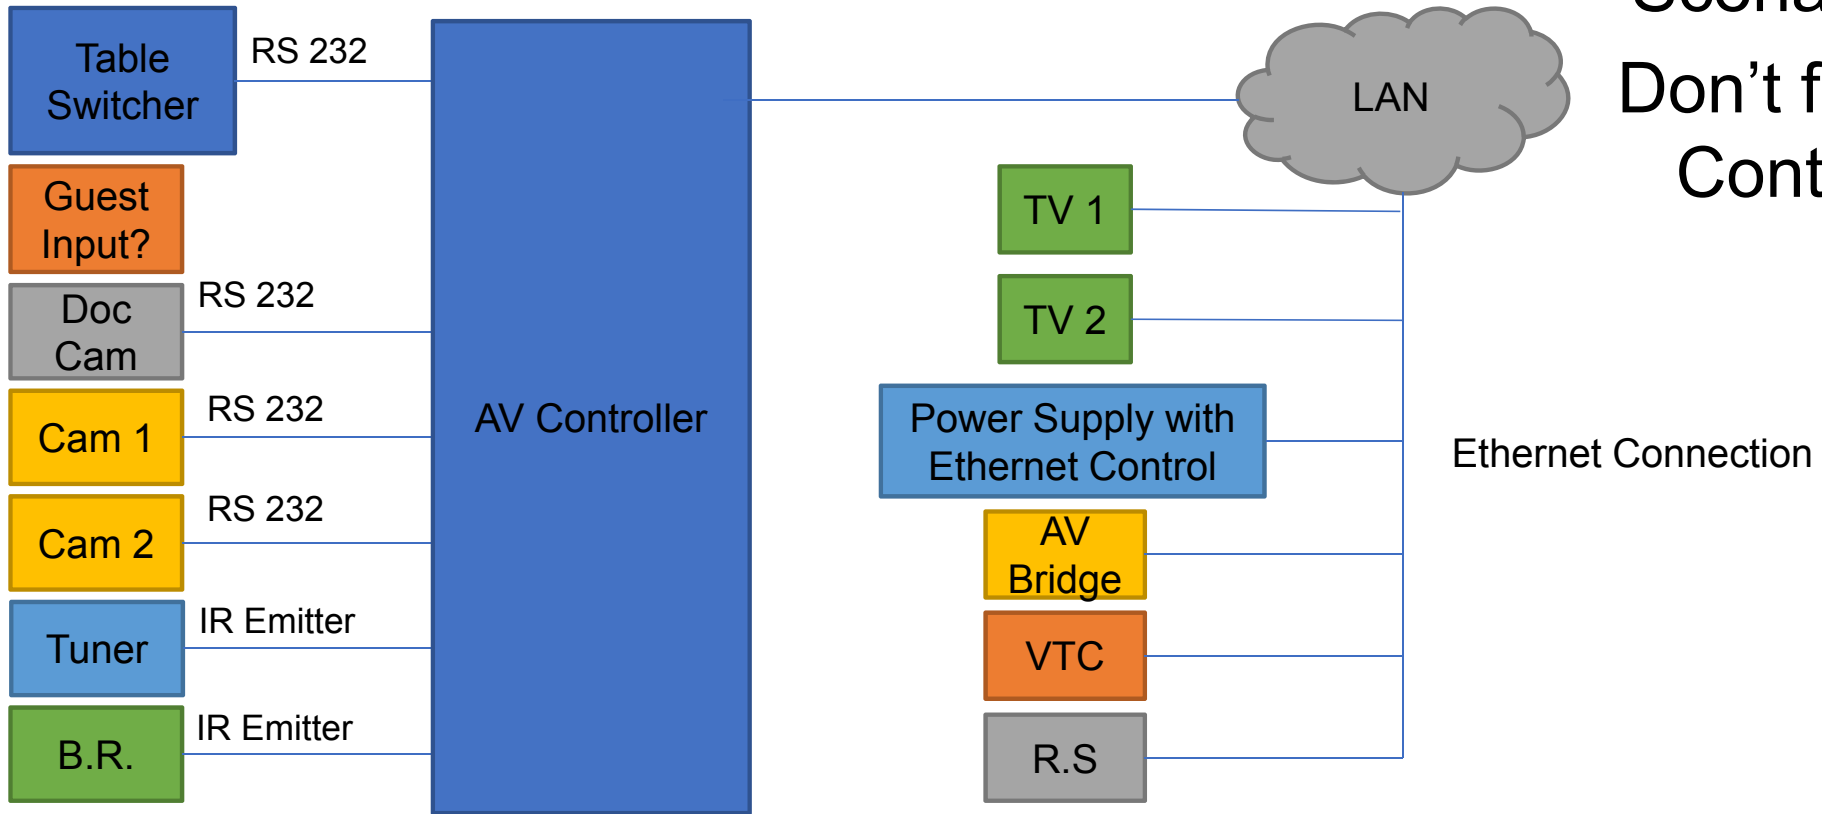 Table
Switcher
RS 232
Guest
Input?
Doc
Cam
RS 232
Cam 1
RS 232
Cam 2
RS 232
Tuner
IR Emitter
B.R.
IR Emitter
AV Controller
LAN
TV 1
TV 2
Power Supply with
Ethernet Control
AV
Bridge
VTC
R.S
Ethernet Connection
Don’t